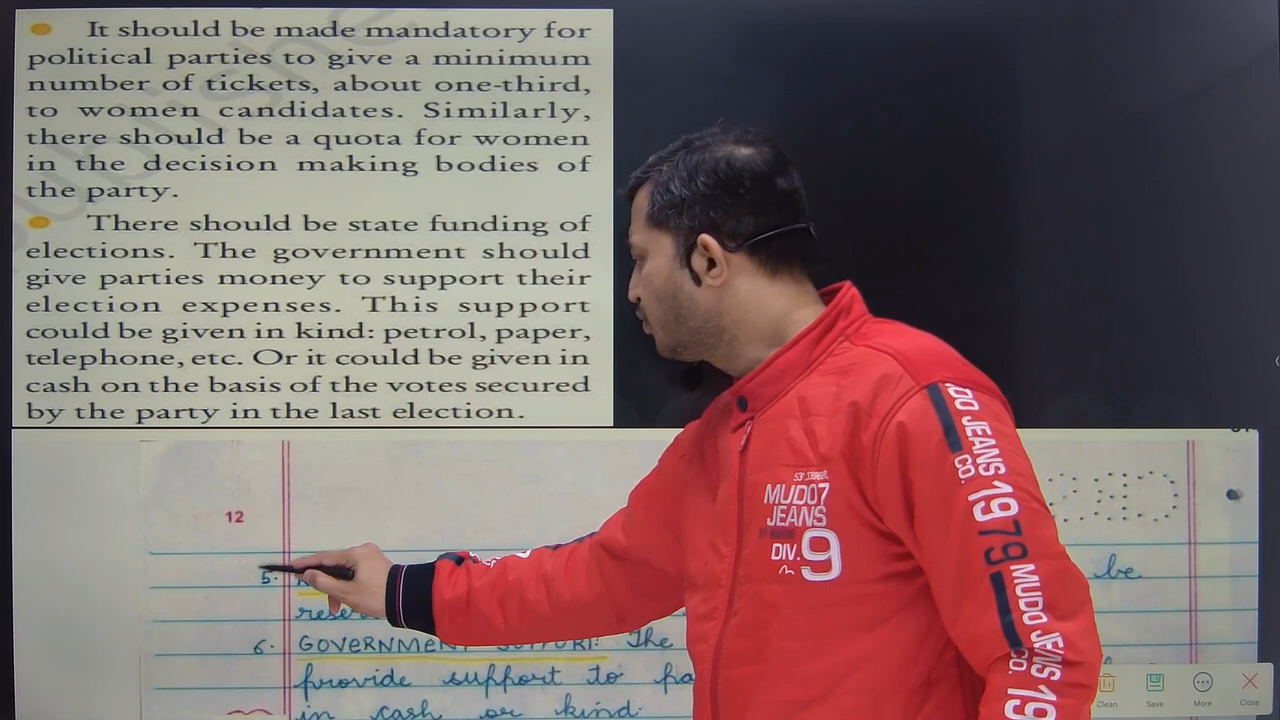 It should be made mandatory for
political parties to give a minimum
number of tickets, about one-third,
to women candidates. Similarly,
there should be a quota for women
in the decision making bodies of
the party.
There should be state funding of
elections. The government should
give parties money to support their
election expenses. This support
could be given in kind: petrol, paper,
telephone, etc. Or it could be given in
cash on the basis of the votes secured
by the party in the last election.
12
5. be
6. GOVERNMENT SUPPORT: The
provide support to
in cash or kind.
MUDO7
JEANS
DIV. 9
JEANS
CO. 1979 MUDO JEANS
CO. 19
Clean Save More Close